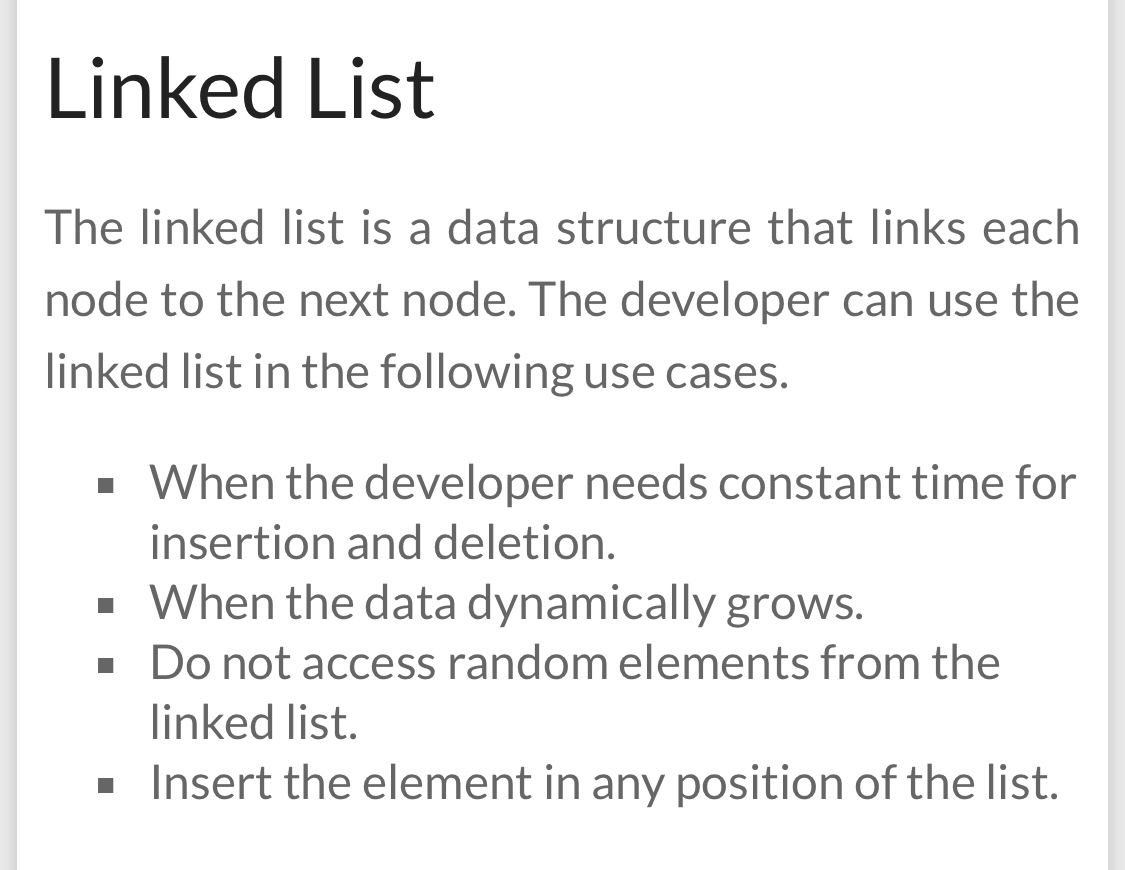 Linked List
The linked list is a data structure that links each
node to the next node. The developer can use the
linked list in the following use cases.
▪ When the developer needs constant time for
insertion and deletion.
▪ When the data dynamically grows.
▪ Do not access random elements from the
linked list.
▪ Insert the element in any position of the list.